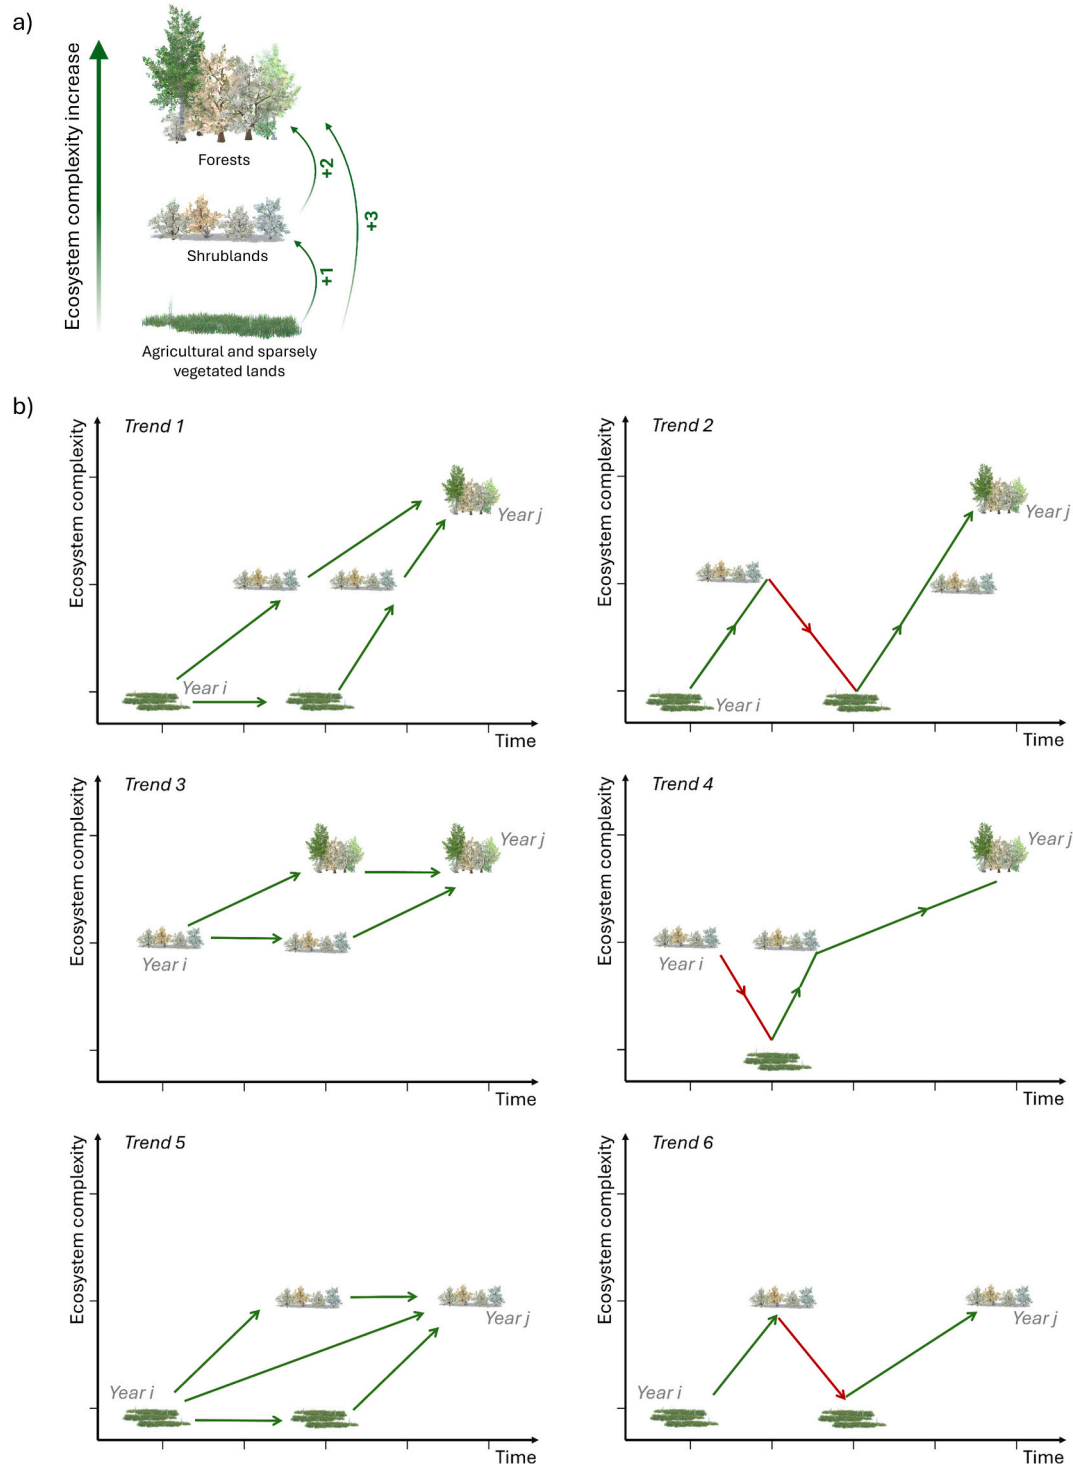 a)
Ecosystem complexity increase
Forests
+2
+3
Shrublands
+1
Agricultural and sparsely
vegetated lands
b)
Trend 1
Ecosystem complexity
Year j
Year i
Time
Trend 2
Ecosystem complexity
Year j
Year i
Time
Trend 3
Ecosystem complexity
Year j
Year i
Time
Trend 4
Ecosystem complexity
Year j
Year i
Time
Trend 5
Ecosystem complexity
Year j
Year i
Time
Trend 6
Ecosystem complexity
Year j
Year i
Time